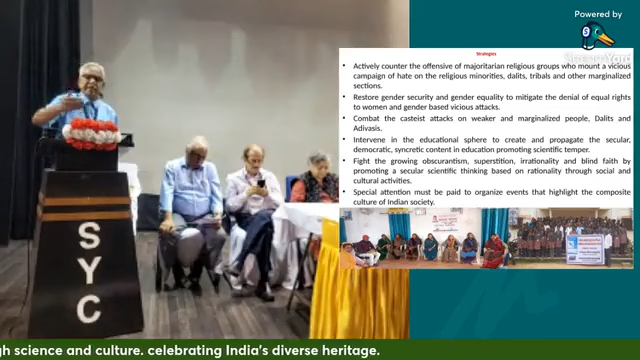 Powered by
StreamYard
Strategies
• Actively counter the offensive of majoritarian religious groups who mount a vicious
campaign of hate on the religious minorities, dalits, tribals and other marginalized
sections.
• Restore gender security and gender equality to mitigate the denial of equal rights
to women and gender based vicious attacks.
• Combat the casteist attacks on weaker and marginalized people, Dalits and
Adivasis.
• Intervene in the educational sphere to create and propagate the secular,
democratic, syncretic content in education promoting scientific temper.
• Fight the growing obscurantism, superstition, irrationality and blind faith by
promoting a secular scientific thinking based on rationality through social and
cultural activities.
• Special attention must be paid to organize events that highlight the composite
culture of Indian society.
S
Y
C
gh science and culture. celebrating India's diverse heritage.